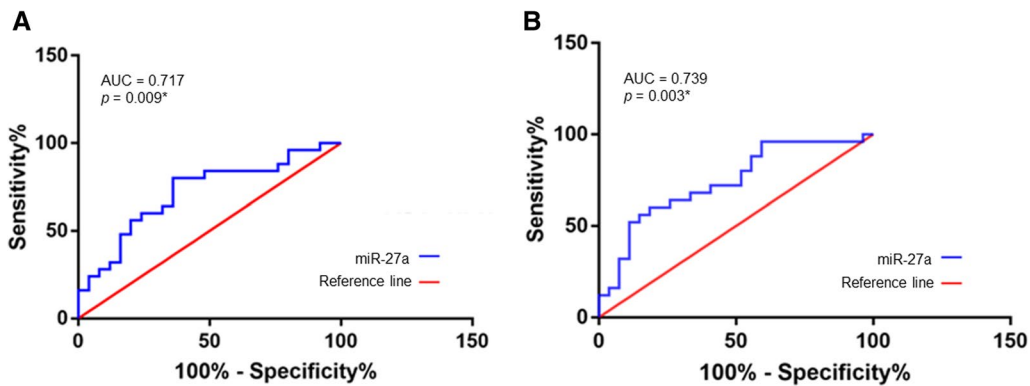 A
AUC = 0.717
p = 0.009*
150
100
50
0
Sensitivity%
miR-27a
Reference line
0 50 100 150
100% - Specificity%
B
AUC = 0.739
p = 0.003*
150
100
50
0
Sensitivity%
miR-27a
Reference line
0 50 100 150
100% - Specificity%